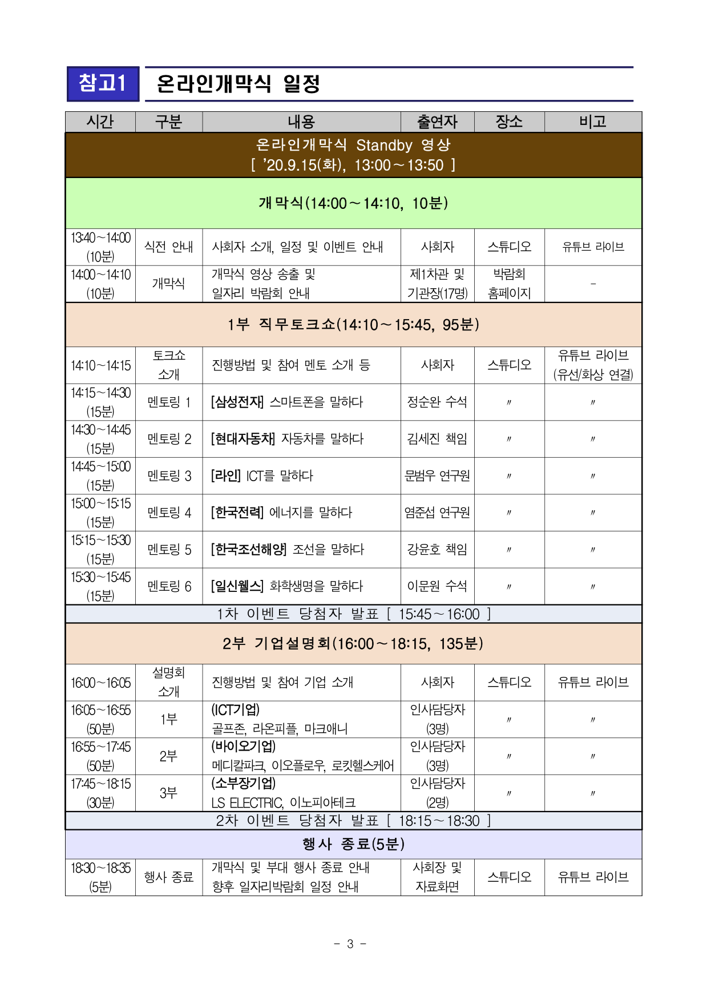 참고1 온라인개막식 일정
시간 구분 내용 출연자 장소 비고
온라인개막식 Standby 영상
[ ’20.9.15(화), 13:00～13:50 ]
개막식(14:00～14:10, 10분)
13:40～14:00
(10분)
식전 안내
사회자 소개, 일정 및 이벤트 안내
사회자
스튜디오
유튜브 라이브
14:00～14:10
(10분)
개막식
개막식 영상 송출 및
일자리 박람회 안내
제1차관 및
기관장(17명)
박람회
홈페이지
-
1부 직무토크쇼(14:10～15:45, 95분)
14:10～14:15
토크쇼
소개
진행방법 및 참여 멘토 소개 등
사회자
스튜디오
유튜브 라이브
(유선/화상 연결)
14:15～14:30
(15분)
멘토링 1
[삼성전자] 스마트폰을 말하다
정순완 수석
〃
〃
14:30～14:45
(15분)
멘토링 2
[현대자동차] 자동차를 말하다
김세진 책임
〃
〃
14:45～15:00
(15분)
멘토링 3
[라인] ICT를 말하다
문범우 연구원
〃
〃
15:00～15:15
(15분)
멘토링 4
[한국전력] 에너지를 말하다
염준섭 연구원
〃
〃
15:15～15:30
(15분)
멘토링 5
[한국조선해양] 조선을 말하다
강윤호 책임
〃
〃
15:30～15:45
(15분)
멘토링 6
[일신웰스] 화학생명을 말하다
이문원 수석
〃
〃
1차 이벤트 당첨자 발표 [ 15:45～16:00 ]
2부 기업설명회(16:00～18:15, 135분)
16:00～16:05
설명회
소개
진행방법 및 참여 기업 소개
사회자
스튜디오
유튜브 라이브
16:05～16:55
(50분)
1부
(ICT기업)
골프존, 라온피플, 마크애니
인사담당자
(3명)
〃
〃
16:55～17:45
(50분)
2부
(바이오기업)
메디칼파크, 이오플로우, 로킷헬스케어
인사담당자
(3명)
〃
〃
17:45～18:15
(30분)
3부
(소부장기업)
LS ELECTRIC, 이노피아테크
인사담당자
(2명)
〃
〃
2차 이벤트 당첨자 발표 [ 18:15～18:30 ]
행사 종료(5분)
18:30～18:35
(5분)
행사 종료
개막식 및 부대 행사 종료 안내
향후 일자리박람회 일정 안내
사회장 및
자료화면
스튜디오
유튜브 라이브
- 3 -